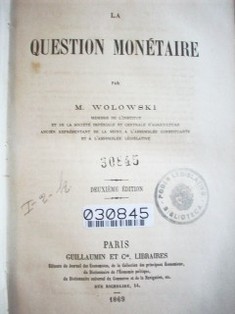 LA
QUESTION MONÉTAIRE
PAR
M. WOLOWSKI
MEMBRE DE L'INSTITUT
ET DE LA SOCIÉTÉ IMPÉRIALE ET CENTRALE D'AGRICULTURE
ANCIEN REPRÉSENTANT DE LA SEINE A L'ASSEMBLÉE CONSTITUANTE
ET A L'ASSEMBLÉE LÉGISLATIVE
30845
DEUXIÈME ÉDITION
I-2-
030845
BIBLIOTECA
PARIS
GUILLAUMIN ET Cie, LIBRAIRES
Éditeurs du Journal des Économistes, de la Collection des principaux Économistes,
du Dictionnaire de l'Économie politique,
du Dictionnaire universel du Commerce et de la Navigation, etc.
RUE RICHELIEU, 14.